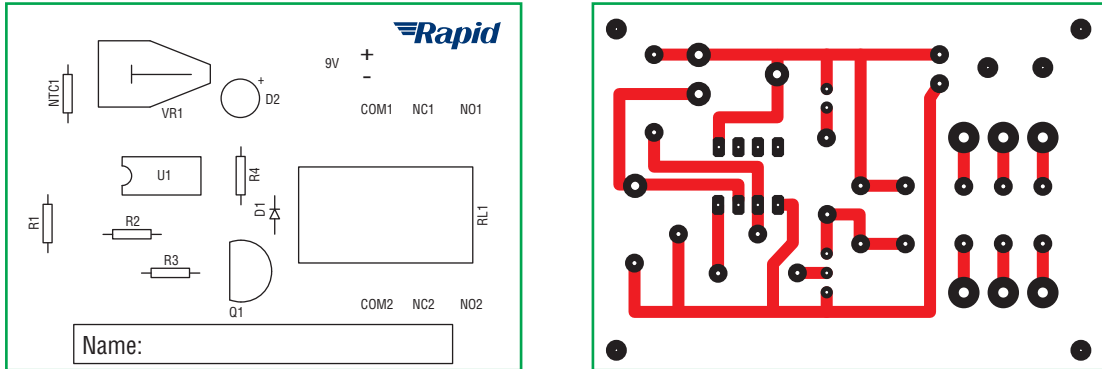 Rapid
9V
+
-
NTC1
VR1
+
D2
COM1 NC1 NO1
U1
R4
R1
R2
D1
RL1
R3
Q1
COM2 NC2 NO2
Name: